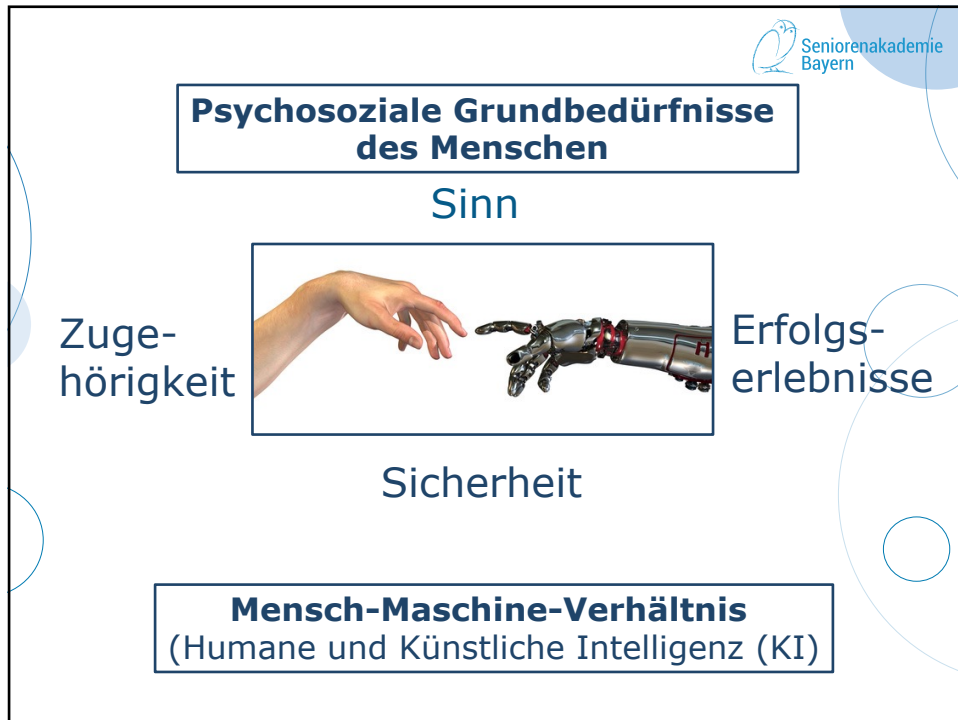 Seniorenakademie
Bayern
Psychosoziale Grundbedürfnisse
des Menschen
Sinn
Zuge-
hörigkeit
Erfolgs-
erlebnisse
Sicherheit
Mensch-Maschine-Verhältnis
(Humane und Künstliche Intelligenz (KI)